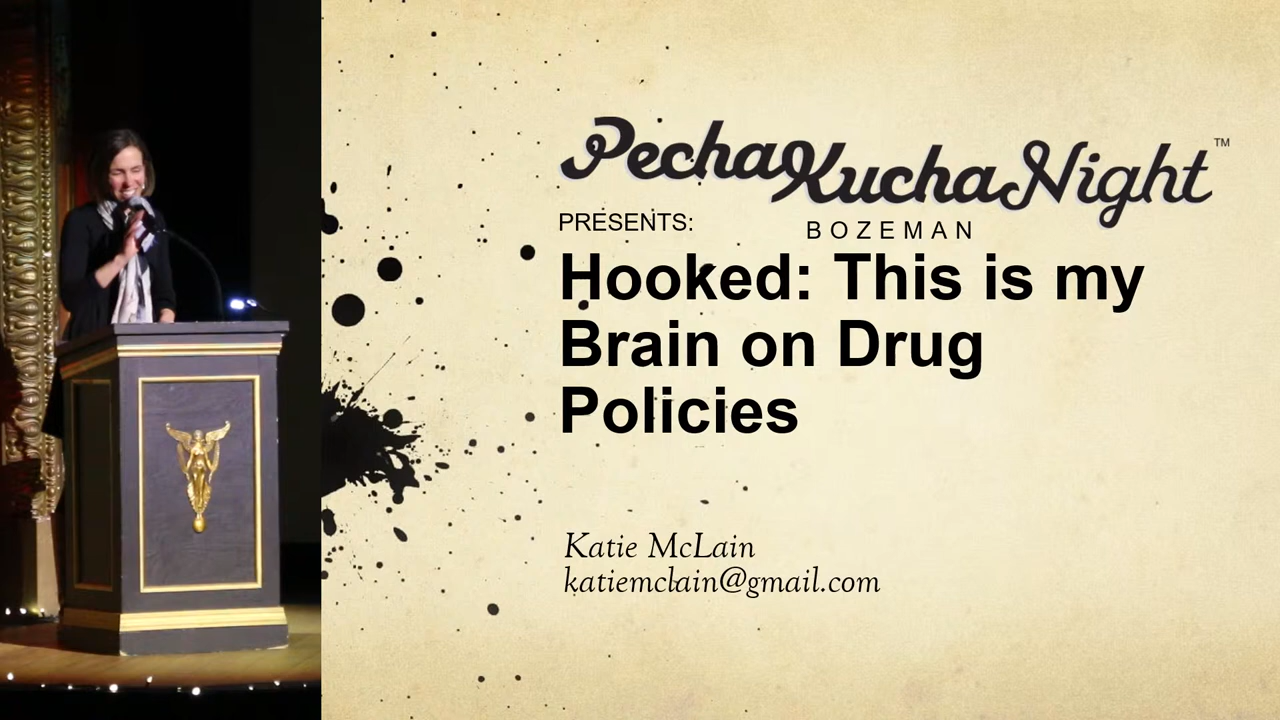 PechaKuchaNight™
PRESENTS:
BOZEMAN
Hooked: This is my
Brain on Drug
Policies
Katie McLain
katiemclain@gmail.com